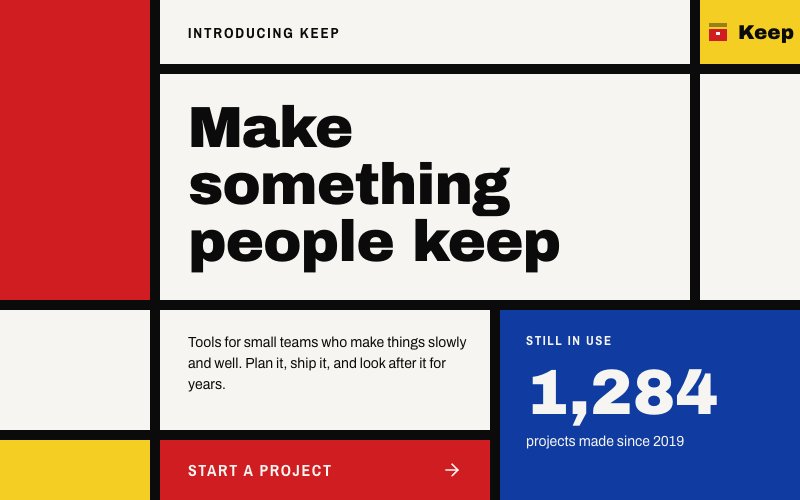 INTRODUCING KEEP
Keep
Make
something
people keep
Tools for small teams who make things slowly
and well. Plan it, ship it, and look after it for
years.
START A PROJECT
STILL IN USE
1,284
projects made since 2019